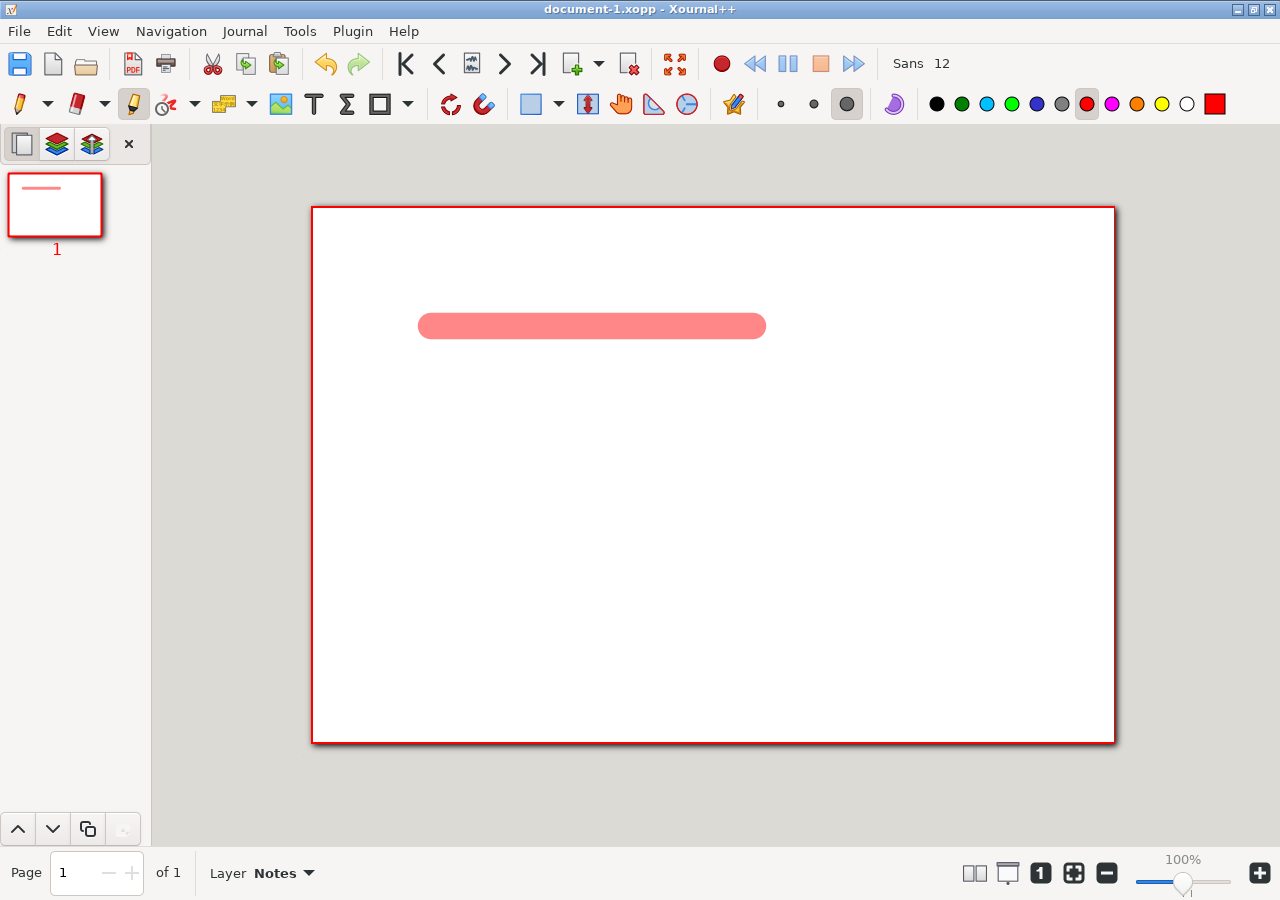 document-1.xopp - Xournal++
File Edit View Navigation Journal Tools Plugin Help
Sans 12
1
Page 1 of 1 Layer Notes
1
100%